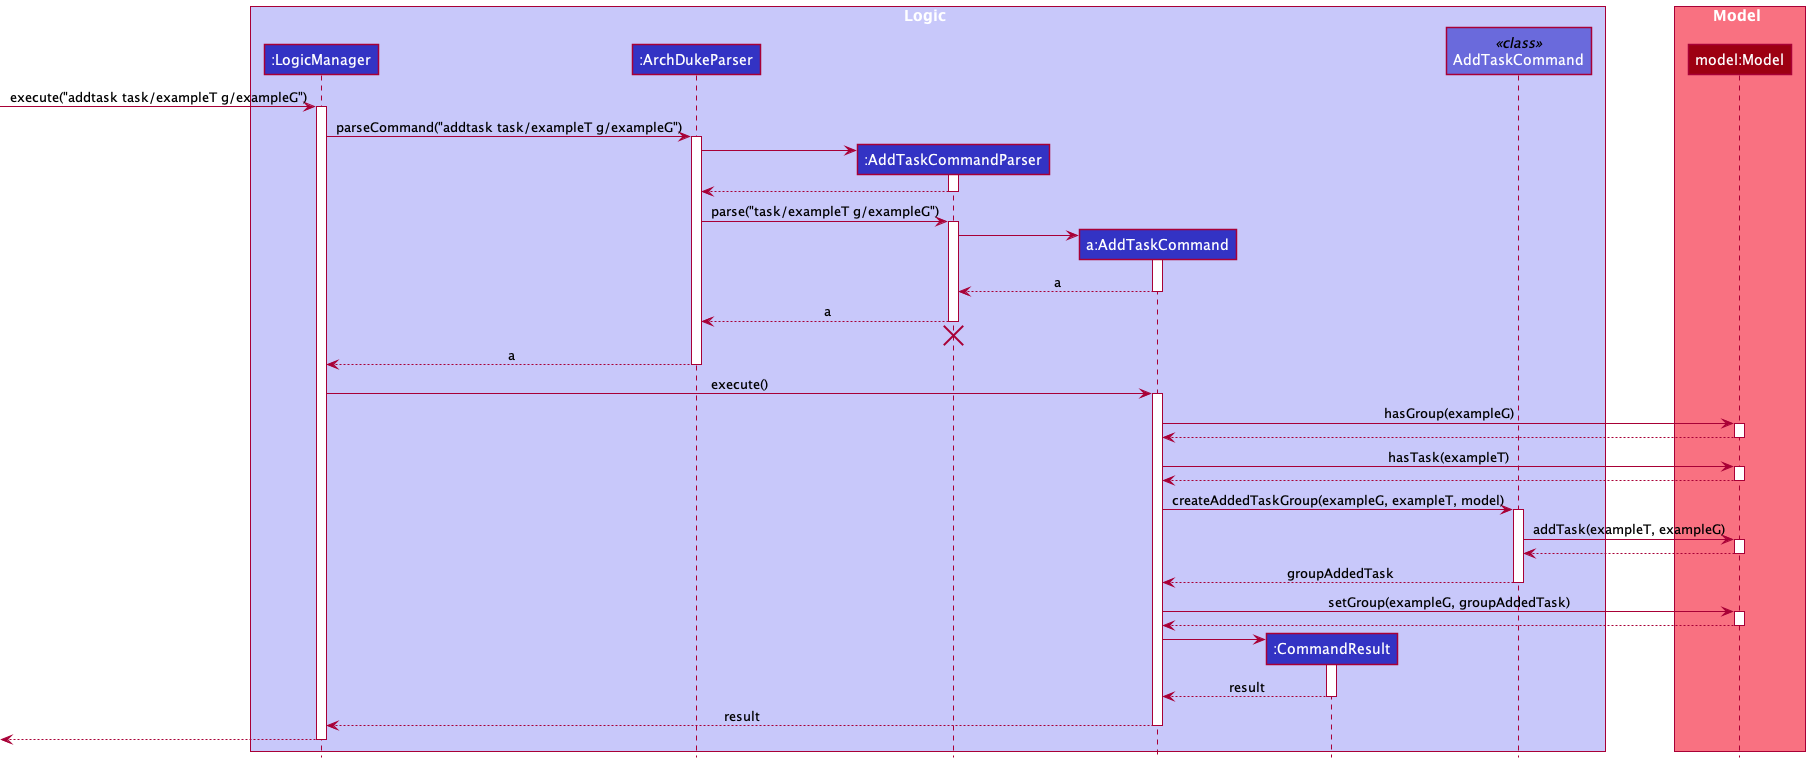 Logic
Model
«class»
AddTaskCommand
:LogicManager
:ArchDukeParser
model:Model
execute("addtask task/exampleT g/exampleG")
parseCommand("addtask task/exampleT g/exampleG")
:AddTaskCommandParser
parse("task/exampleT g/exampleG")
a:AddTaskCommand
a
a
a
execute()
hasGroup(exampleG)
hasTask(exampleT)
createAddedTaskGroup(exampleG, exampleT, model)
addTask(exampleT, exampleG)
groupAddedTask
setGroup(exampleG, groupAddedTask)
:CommandResult
result
result